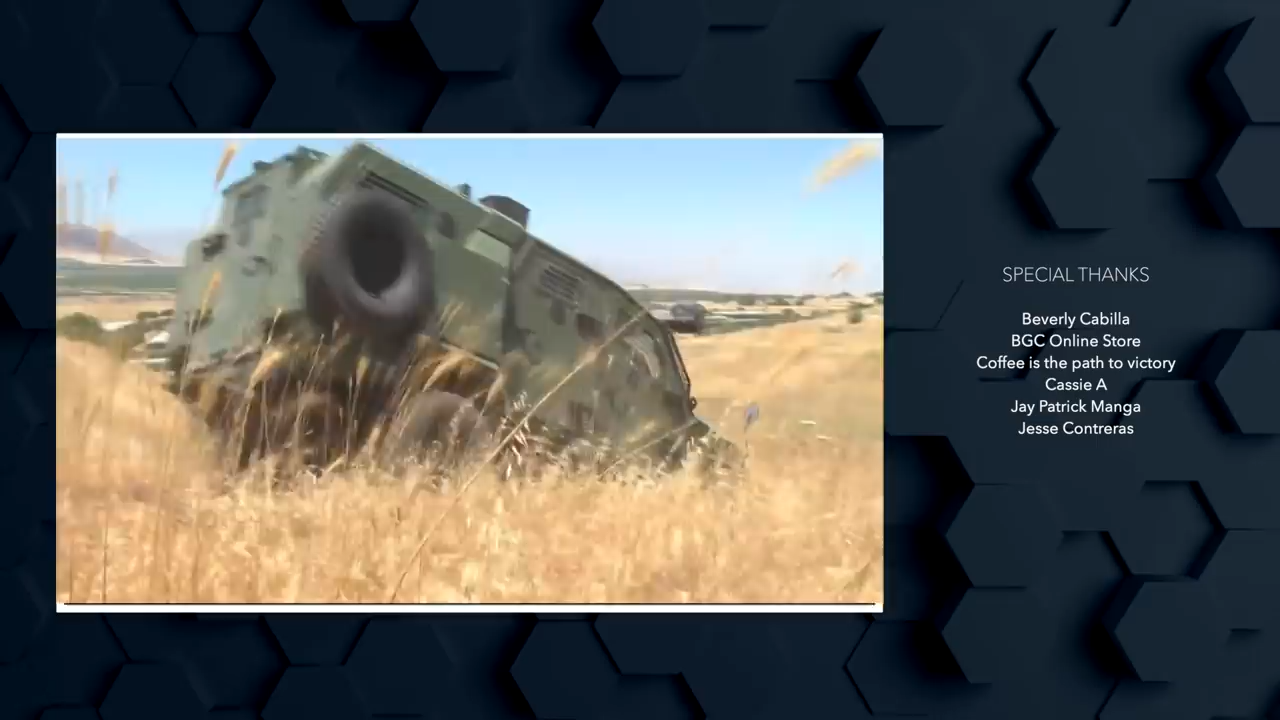 SPECIAL THANKS
Beverly Cabilla
BGC Online Store
Coffee is the path to victory
Cassie A
Jay Patrick Manga
Jesse Contreras